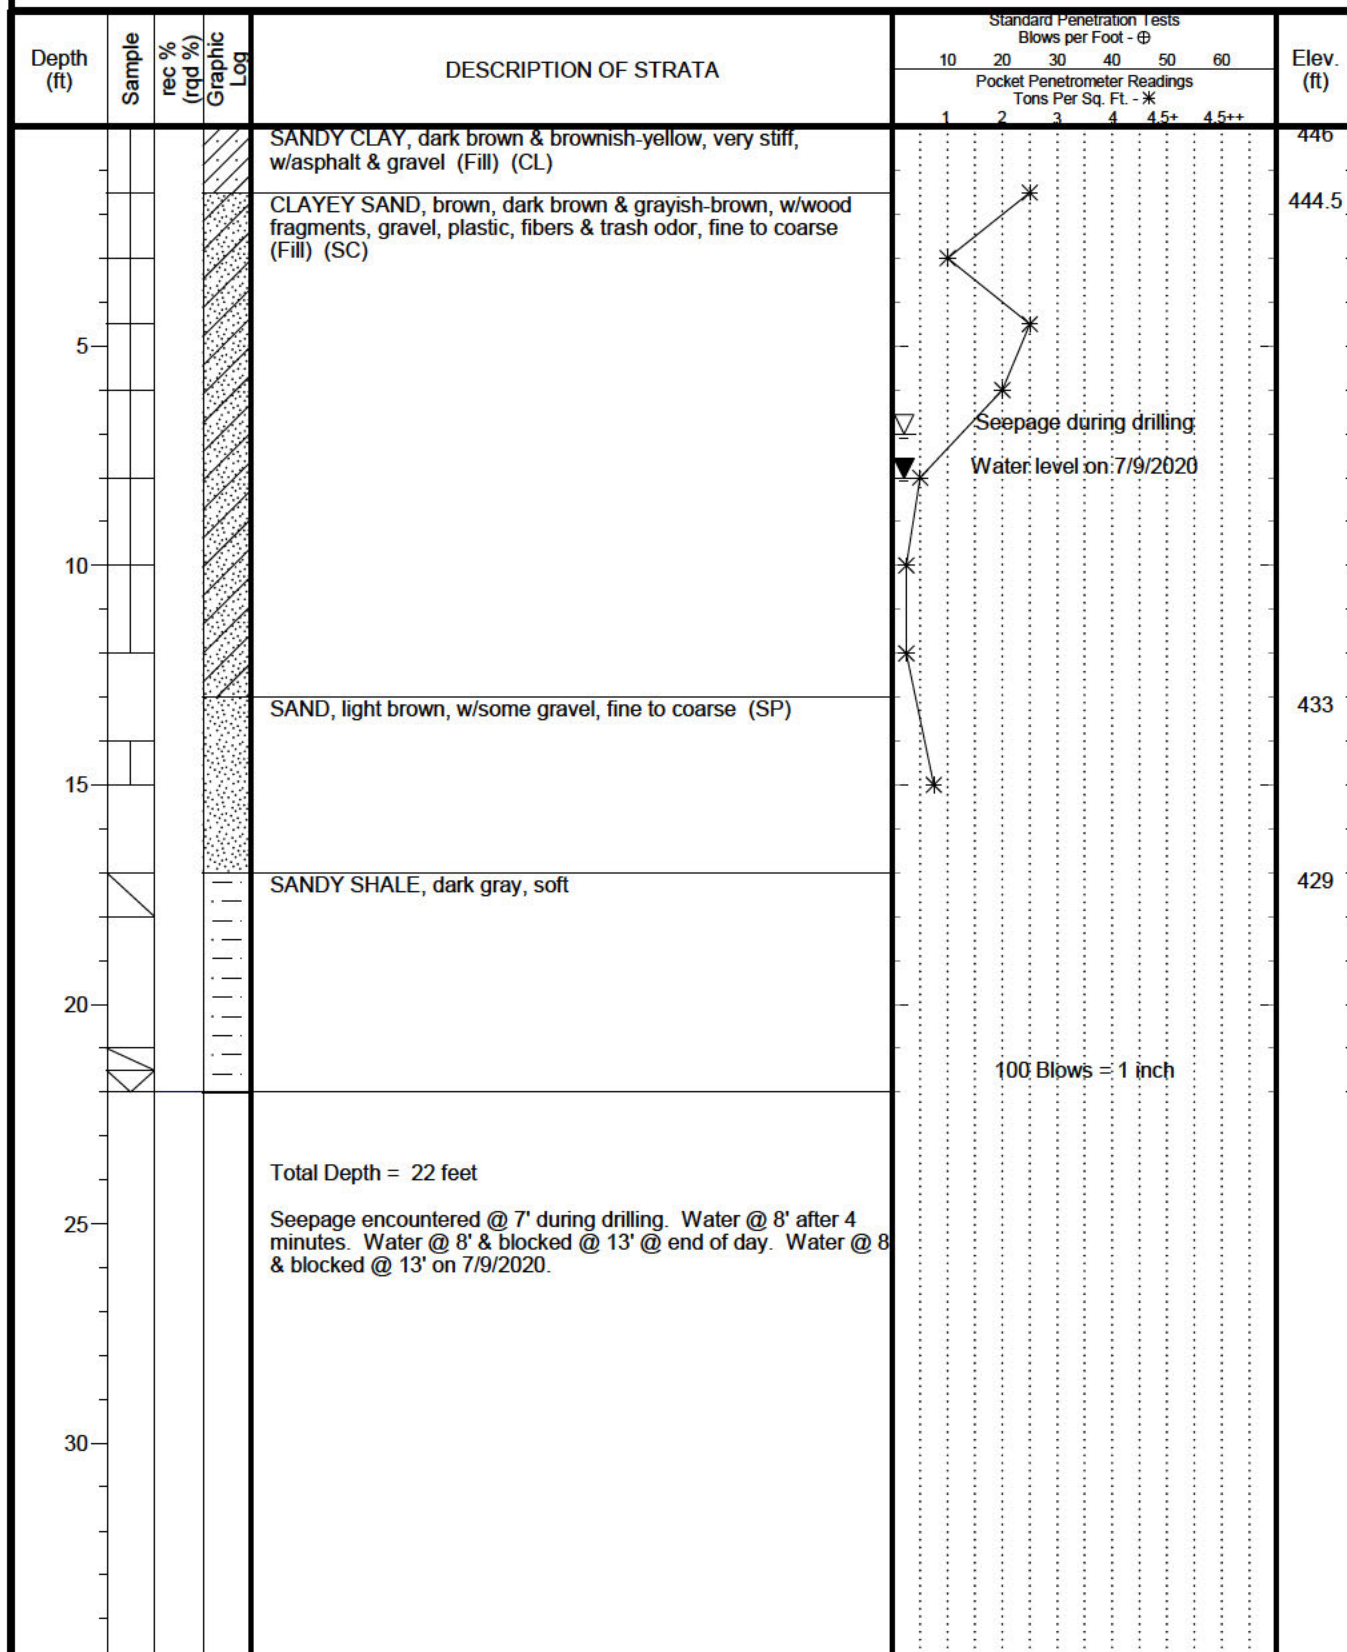 Depth
(ft)
Sample
rec %
(rqd %)
Graphic
Log
DESCRIPTION OF STRATA
Standard Penetration Tests
Blows per Foot - ⊕
10 20 30 40 50 60
Pocket Penetrometer Readings
Tons Per Sq. Ft. - ✳
1 2 3 4 4.5+ 4.5++
Elev.
(ft)
SANDY CLAY, dark brown & brownish-yellow, very stiff,
w/asphalt & gravel (Fill) (CL)
446
CLAYEY SAND, brown, dark brown & grayish-brown, w/wood
fragments, gravel, plastic, fibers & trash odor, fine to coarse
(Fill) (SC)
444.5
5
Seepage during drilling
Water level on 7/9/2020
10
SAND, light brown, w/some gravel, fine to coarse (SP)
433
15
SANDY SHALE, dark gray, soft
429
20
100 Blows = 1 inch
Total Depth = 22 feet
25
Seepage encountered @ 7' during drilling. Water @ 8' after 4
minutes. Water @ 8' & blocked @ 13' @ end of day. Water @ 8
& blocked @ 13' on 7/9/2020.
30